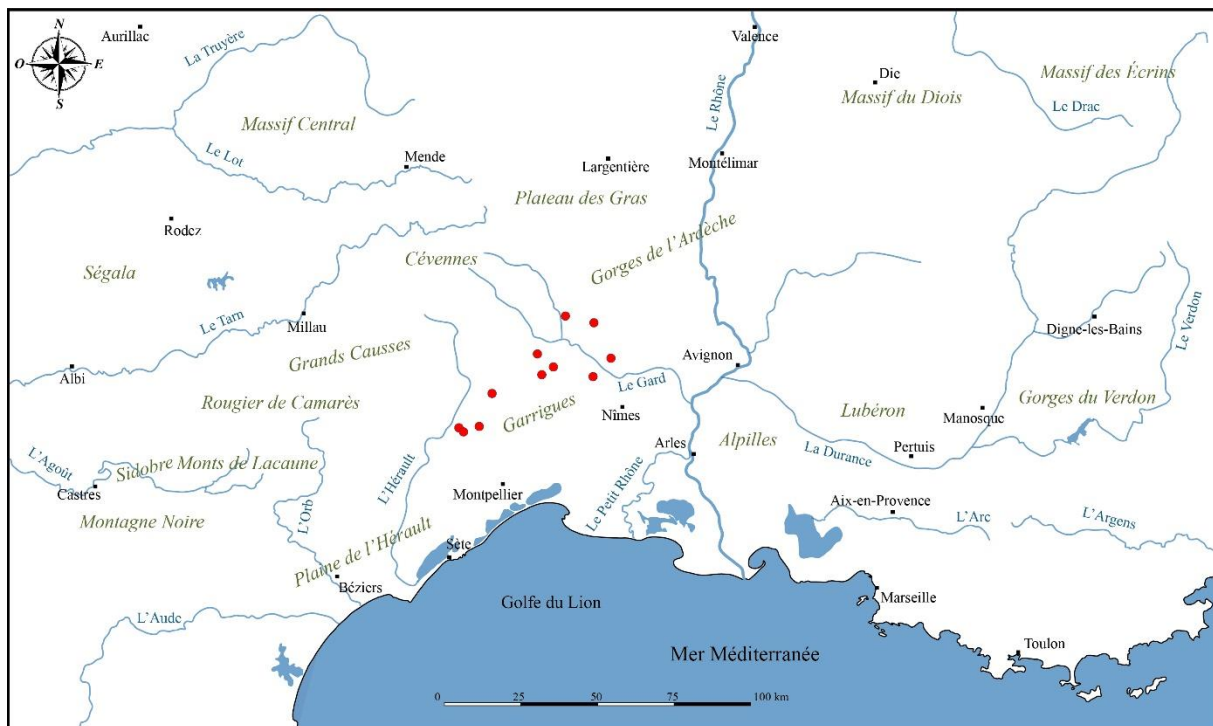 N
O
E
S
Aurillac
La Truyère
Valence
Die
Massif des Écrins
Massif du Diois
Le Drac
Massif Central
Le Rhône
Le Lot
Mende
Largentière
Montélimar
Plateau des Gras
Rodez
Gorges de l'Ardèche
Cévennes
Ségala
Le Tarn
Millau
Le Verdon
Digne-les-Bains
Grands Causses
Avignon
Albi
Le Gard
Rougier de Camarès
Garrigues
Nîmes
Lubéron
Manosque
Gorges du Verdon
Alpilles
Arles
Pertuis
La Durance
L'Agoût
Sidobre Monts de Lacaune
Castres
L'Hérault
Montpellier
Le Petit Rhône
Aix-en-Provence
Montagne Noire
L'Orb
L'Arc
L'Argens
Plaine de l'Hérault
Sète
Béziers
Marseille
Golfe du Lion
L'Aude
Toulon
Mer Méditerranée
0 25 50 75 100 km